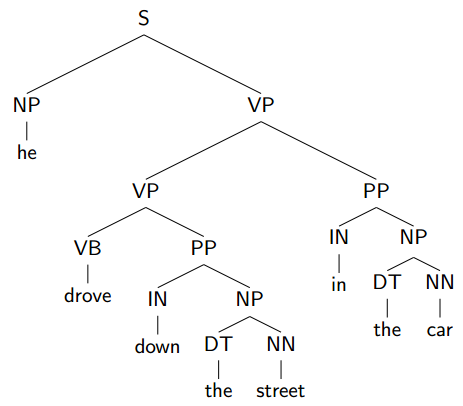 S
NP VP
he
VP PP
VB PP IN NP
drove IN NP in DT NN
down DT NN the car
the street